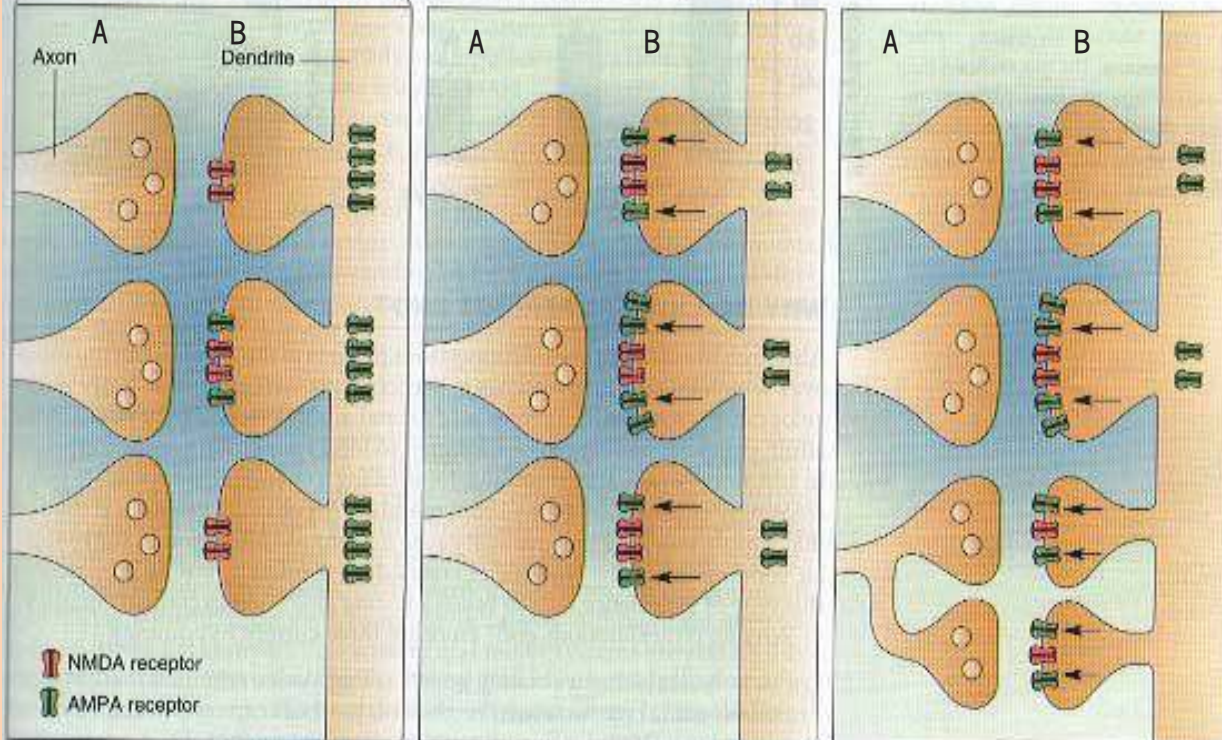 A B
Axon Dendrite
NMDA receptor
AMPA receptor
A B
A B